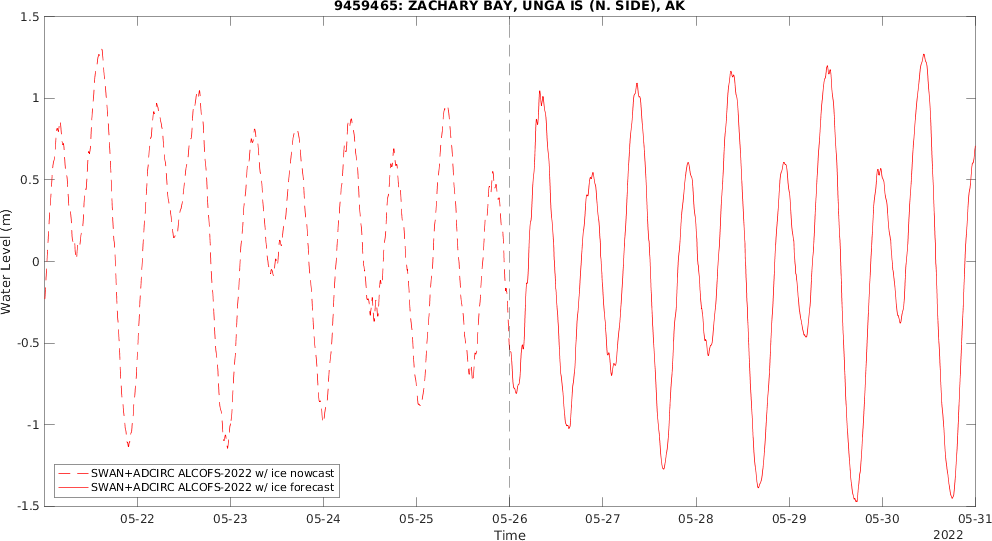 9459465: ZACHARY BAY, UNGA IS (N. SIDE), AK
Water Level (m)
1.5
1
0.5
0
-0.5
-1
-1.5
SWAN+ADCIRC ALCOFS-2022 w/ ice nowcast
SWAN+ADCIRC ALCOFS-2022 w/ ice forecast
05-22 05-23 05-24 05-25 05-26 05-27 05-28 05-29 05-30 05-31
Time
2022